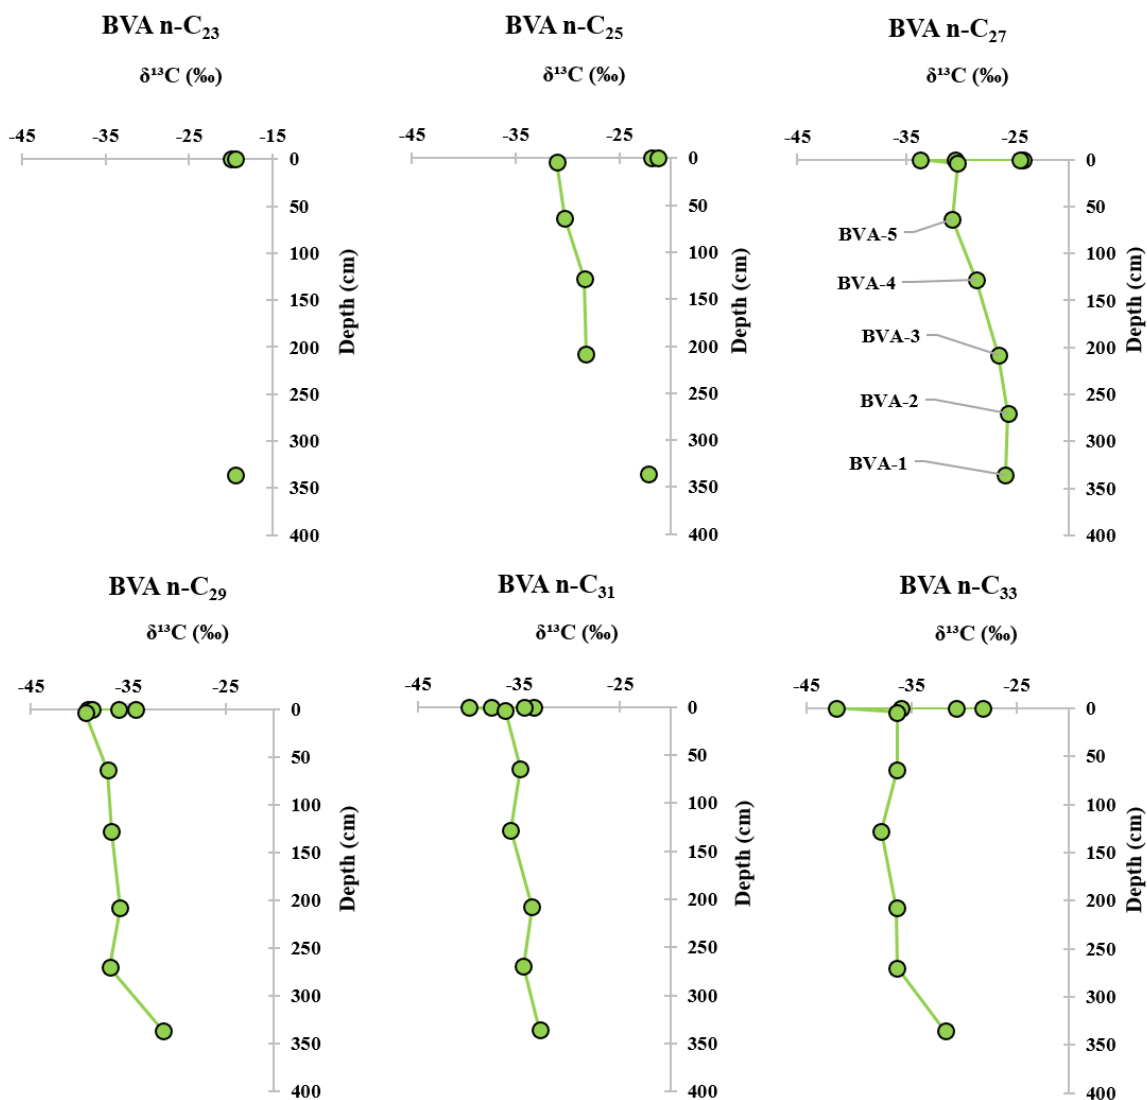 BVA n-C₂₃
δ¹³C (‰)
-45 -35 -25 -15
0
50
100
150
200
250
300
350
400
Depth (cm)
BVA n-C₂₅
δ¹³C (‰)
-45 -35 -25
0
50
100
150
200
250
300
350
400
Depth (cm)
BVA n-C₂₇
δ¹³C (‰)
-45 -35 -25
0
50
100
150
200
250
300
350
400
Depth (cm)
BVA-5
BVA-4
BVA-3
BVA-2
BVA-1
BVA n-C₂₉
δ¹³C (‰)
-45 -35 -25
0
50
100
150
200
250
300
350
400
Depth (cm)
BVA n-C₃₁
δ¹³C (‰)
-45 -35 -25
0
50
100
150
200
250
300
350
400
Depth (cm)
BVA n-C₃₃
δ¹³C (‰)
-45 -35 -25
0
50
100
150
200
250
300
350
400
Depth (cm)